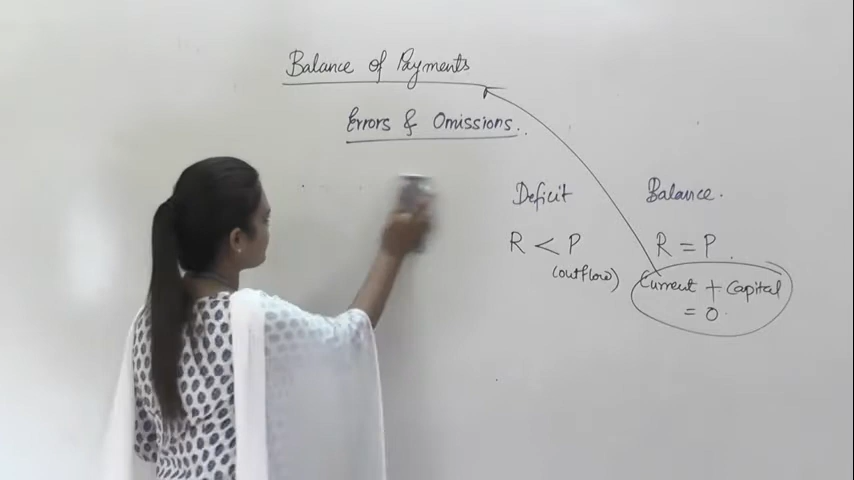 Balance of Payments
Errors & Omissions..
Deficit
Balance.
R < P
R = P.
(outflow)
Current + Capital
= 0.